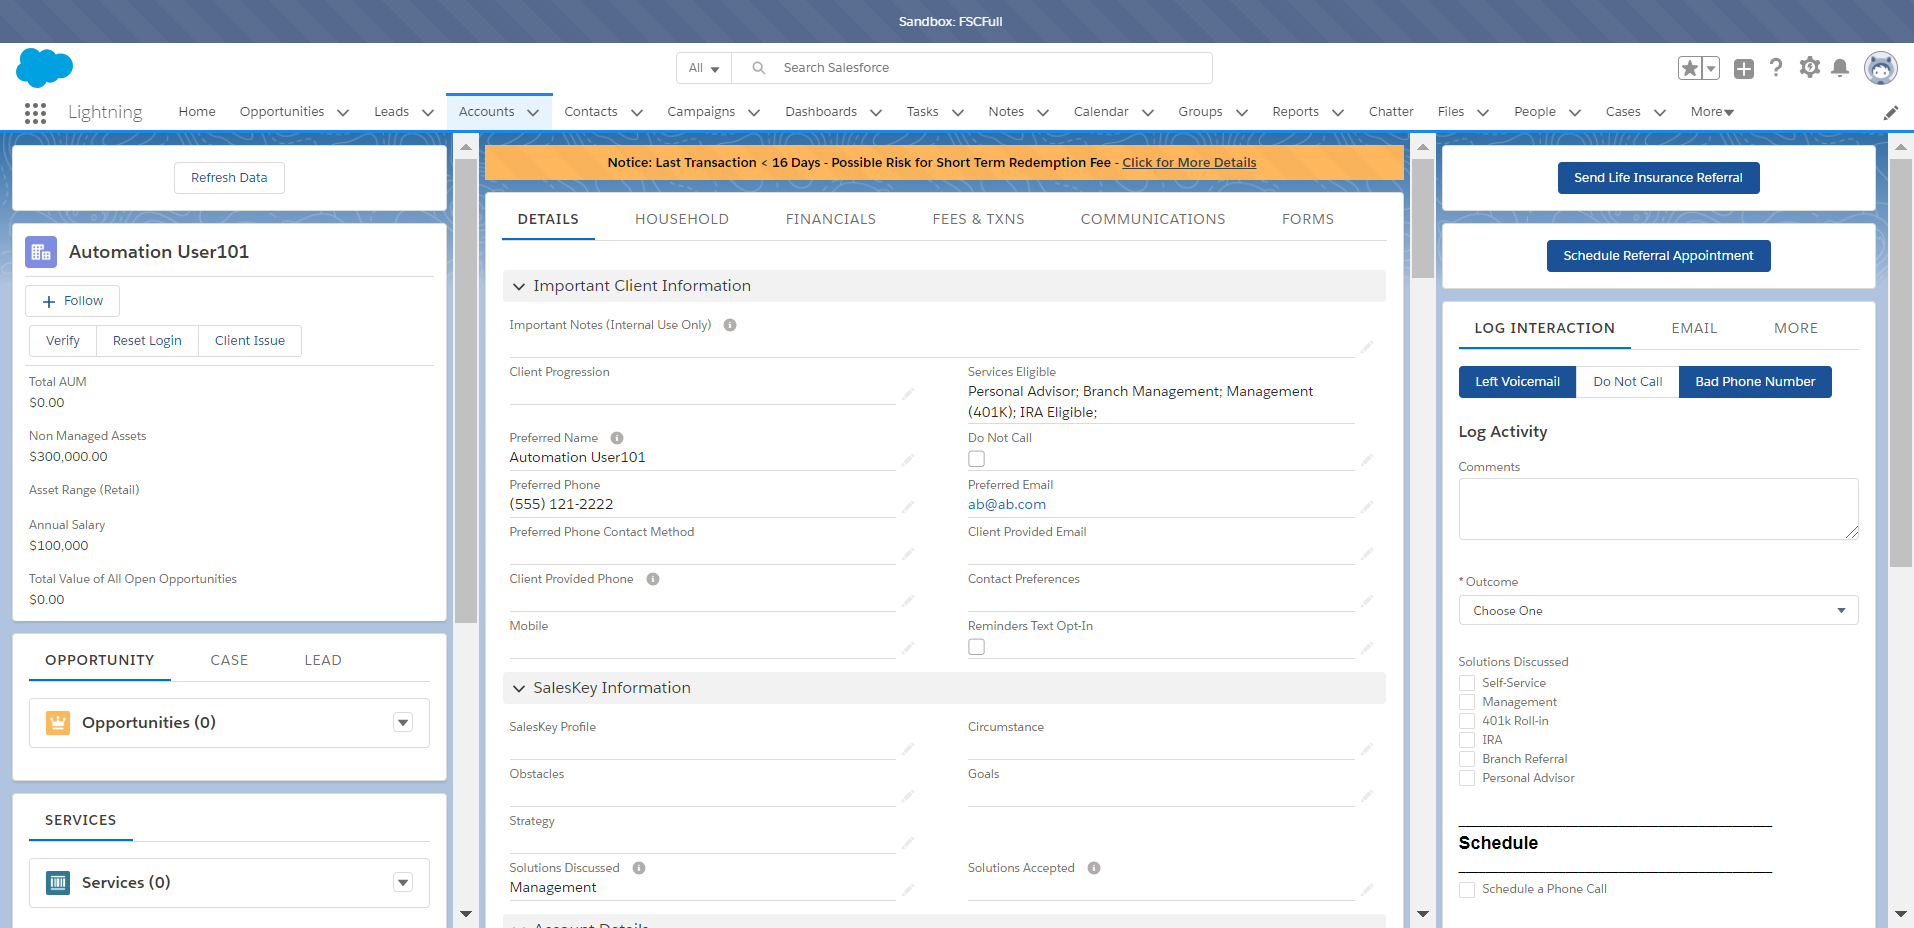 Sandbox: FSCFull
All
Search Salesforce
Lightning
Home
Opportunities
Leads
Accounts
Contacts
Campaigns
Dashboards
Tasks
Notes
Calendar
Groups
Reports
Chatter
Files
People
Cases
More
Refresh Data
Automation User101
Follow
Verify
Reset Login
Client Issue
Total AUM
$0.00
Non Managed Assets
$300,000.00
Asset Range (Retail)
Annual Salary
$100,000
Total Value of All Open Opportunities
$0.00
OPPORTUNITY
CASE
LEAD
Opportunities (0)
SERVICES
Services (0)
Notice: Last Transaction < 16 Days - Possible Risk for Short Term Redemption Fee - Click for More Details
DETAILS
HOUSEHOLD
FINANCIALS
FEES & TXNS
COMMUNICATIONS
FORMS
Important Client Information
Important Notes (Internal Use Only)
Client Progression
Services Eligible
Personal Advisor; Branch Management; Management
(401K); IRA Eligible;
Preferred Name
Automation User101
Do Not Call
Preferred Phone
(555) 121-2222
Preferred Email
ab@ab.com
Preferred Phone Contact Method
Client Provided Email
Client Provided Phone
Contact Preferences
Mobile
Reminders Text Opt-In
SalesKey Information
SalesKey Profile
Circumstance
Obstacles
Goals
Strategy
Solutions Discussed
Management
Solutions Accepted
Account Details
Send Life Insurance Referral
Schedule Referral Appointment
LOG INTERACTION
EMAIL
MORE
Left Voicemail
Do Not Call
Bad Phone Number
Log Activity
Comments
* Outcome
Choose One
Solutions Discussed
Self-Service
Management
401k Roll-in
IRA
Branch Referral
Personal Advisor
Schedule
Schedule a Phone Call